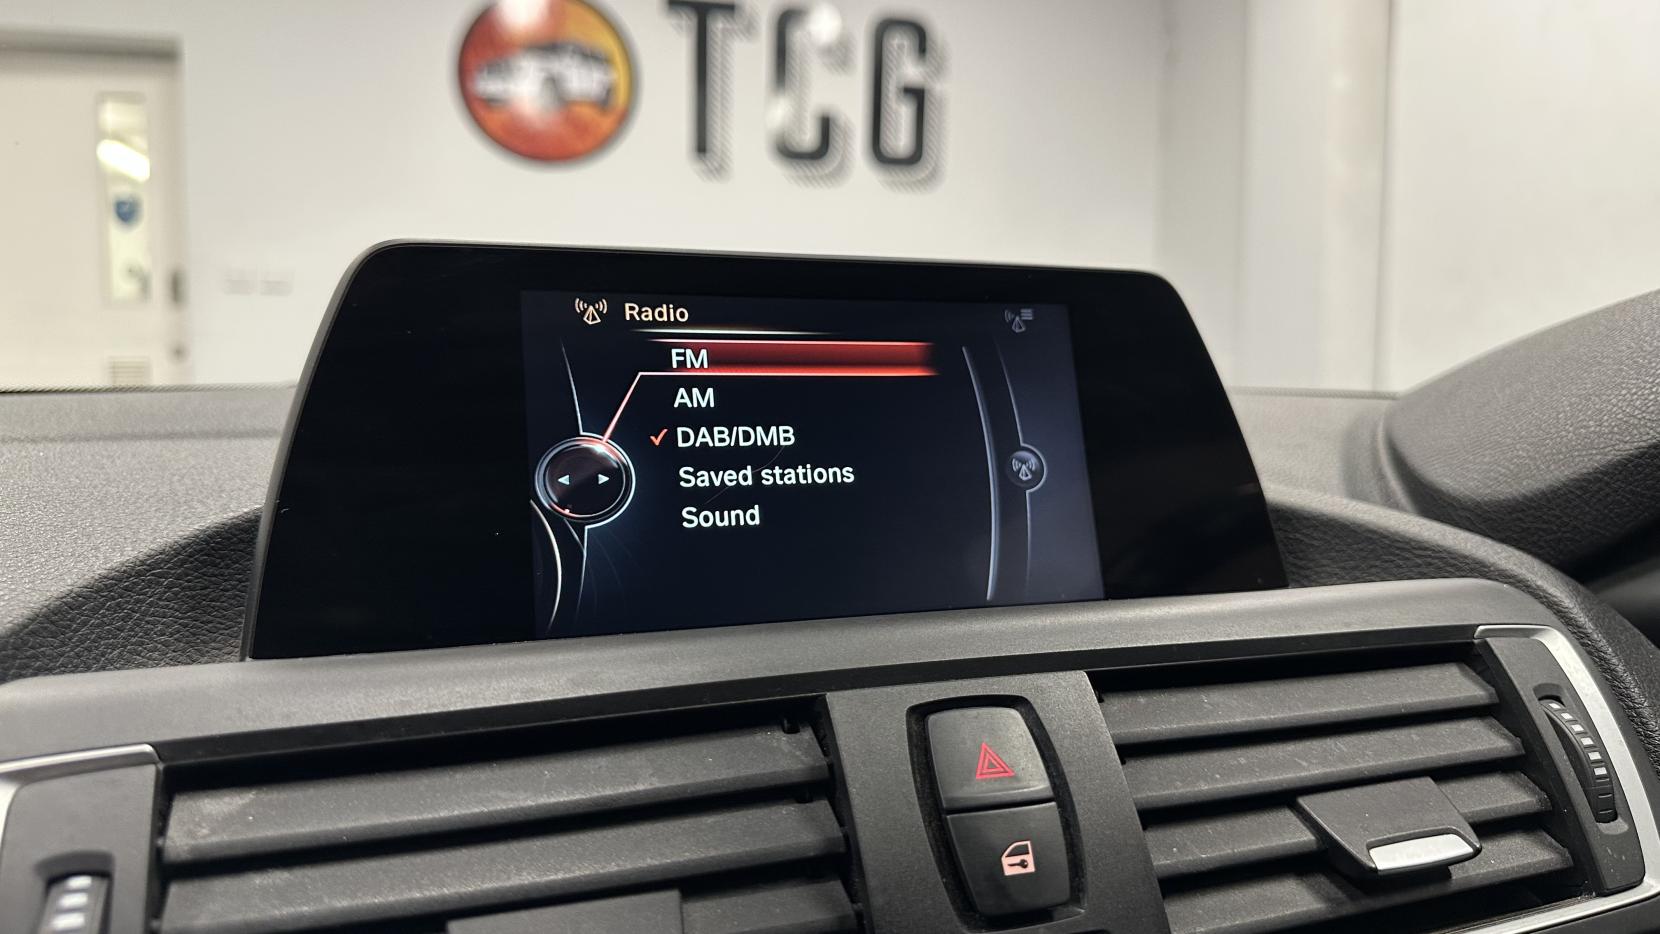 TCG
Radio
FM
AM
✓ DAB/DMB
Saved stations
Sound